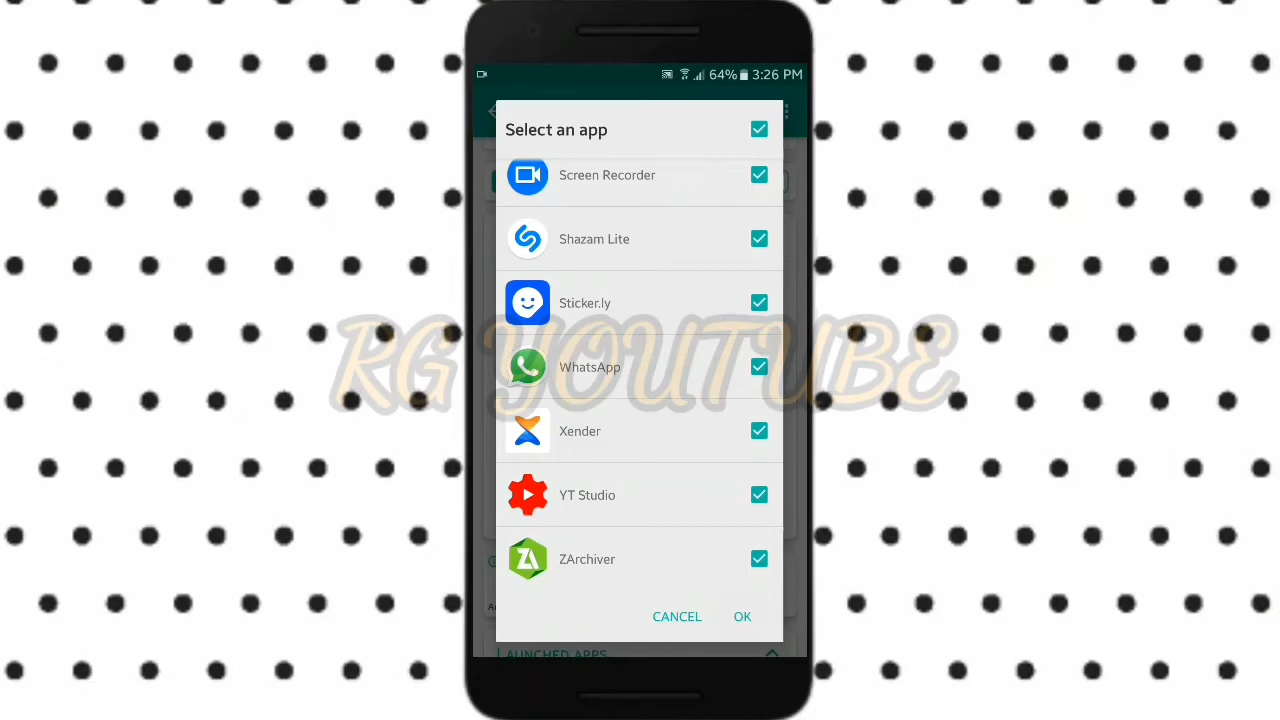 64% 3:26 PM
Select an app
Screen Recorder
Shazam Lite
Sticker.ly
RG YOUTUBE
WhatsApp
Xender
YT Studio
ZArchiver
CANCEL OK
LAUNCHED APPS